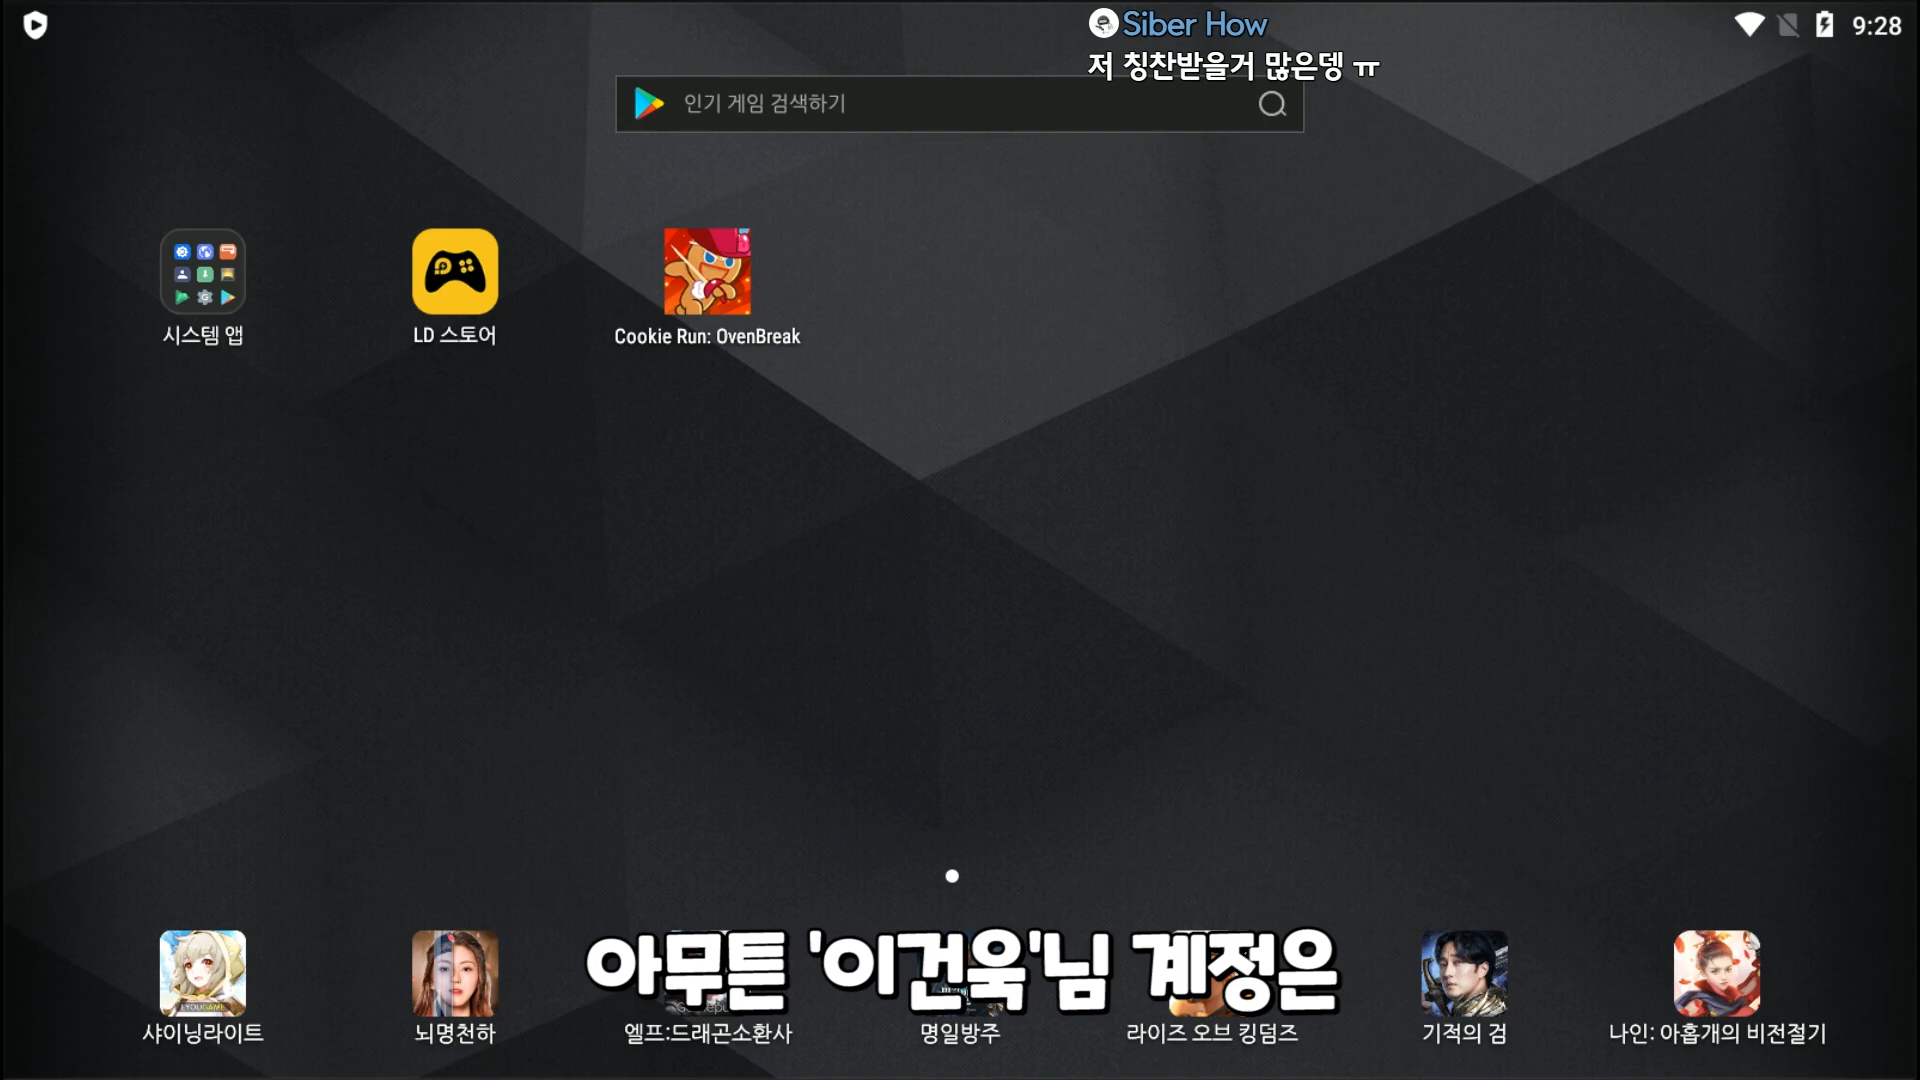 Siber How
9:28
저 칭찬받을거 많은뎅 ㅠ
인기 게임 검색하기
시스템 앱
LD 스토어
Cookie Run: OvenBreak
아무튼 '이건욱'님 계정은
EYOUGAME
샤이닝라이트
뇌명천하
엘프:드래곤소환사
명일방주
라이즈 오브 킹덤즈
기적의 검
나인: 아홉개의 비전절기